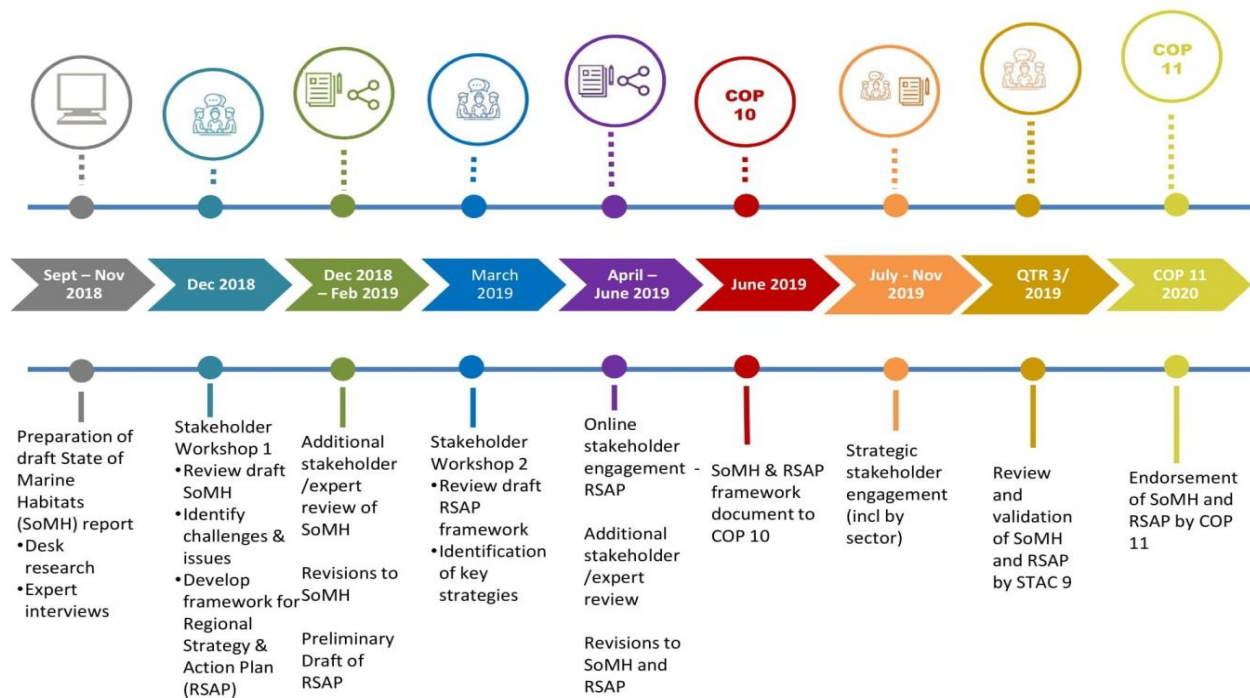 COP
10
COP
11
Sept – Nov
2018
Dec 2018
Dec 2018
– Feb 2019
March
2019
April –
June 2019
June 2019
July - Nov
2019
QTR 3/
2019
COP 11
2020
Preparation of
draft State of
Marine
Habitats
(SoMH) report
•Desk
research
•Expert
interviews
Stakeholder
Workshop 1
•Review draft
SoMH
•Identify
challenges &
issues
•Develop
framework for
Regional
Strategy &
Action Plan
(RSAP)
Additional
stakeholder
/expert
review of
SoMH
Revisions to
SoMH
Preliminary
Draft of
RSAP
Stakeholder
Workshop 2
•Review draft
RSAP
framework
•Identification
of key
strategies
Online
stakeholder
engagement -
RSAP
Additional
stakeholder
/expert
review
Revisions to
SoMH and
RSAP
SoMH & RSAP
framework
document to
COP 10
Strategic
stakeholder
engagement
(incl by
sector)
Review
and
validation
of SoMH
and RSAP
by STAC 9
Endorsement
of SoMH and
RSAP by COP
11